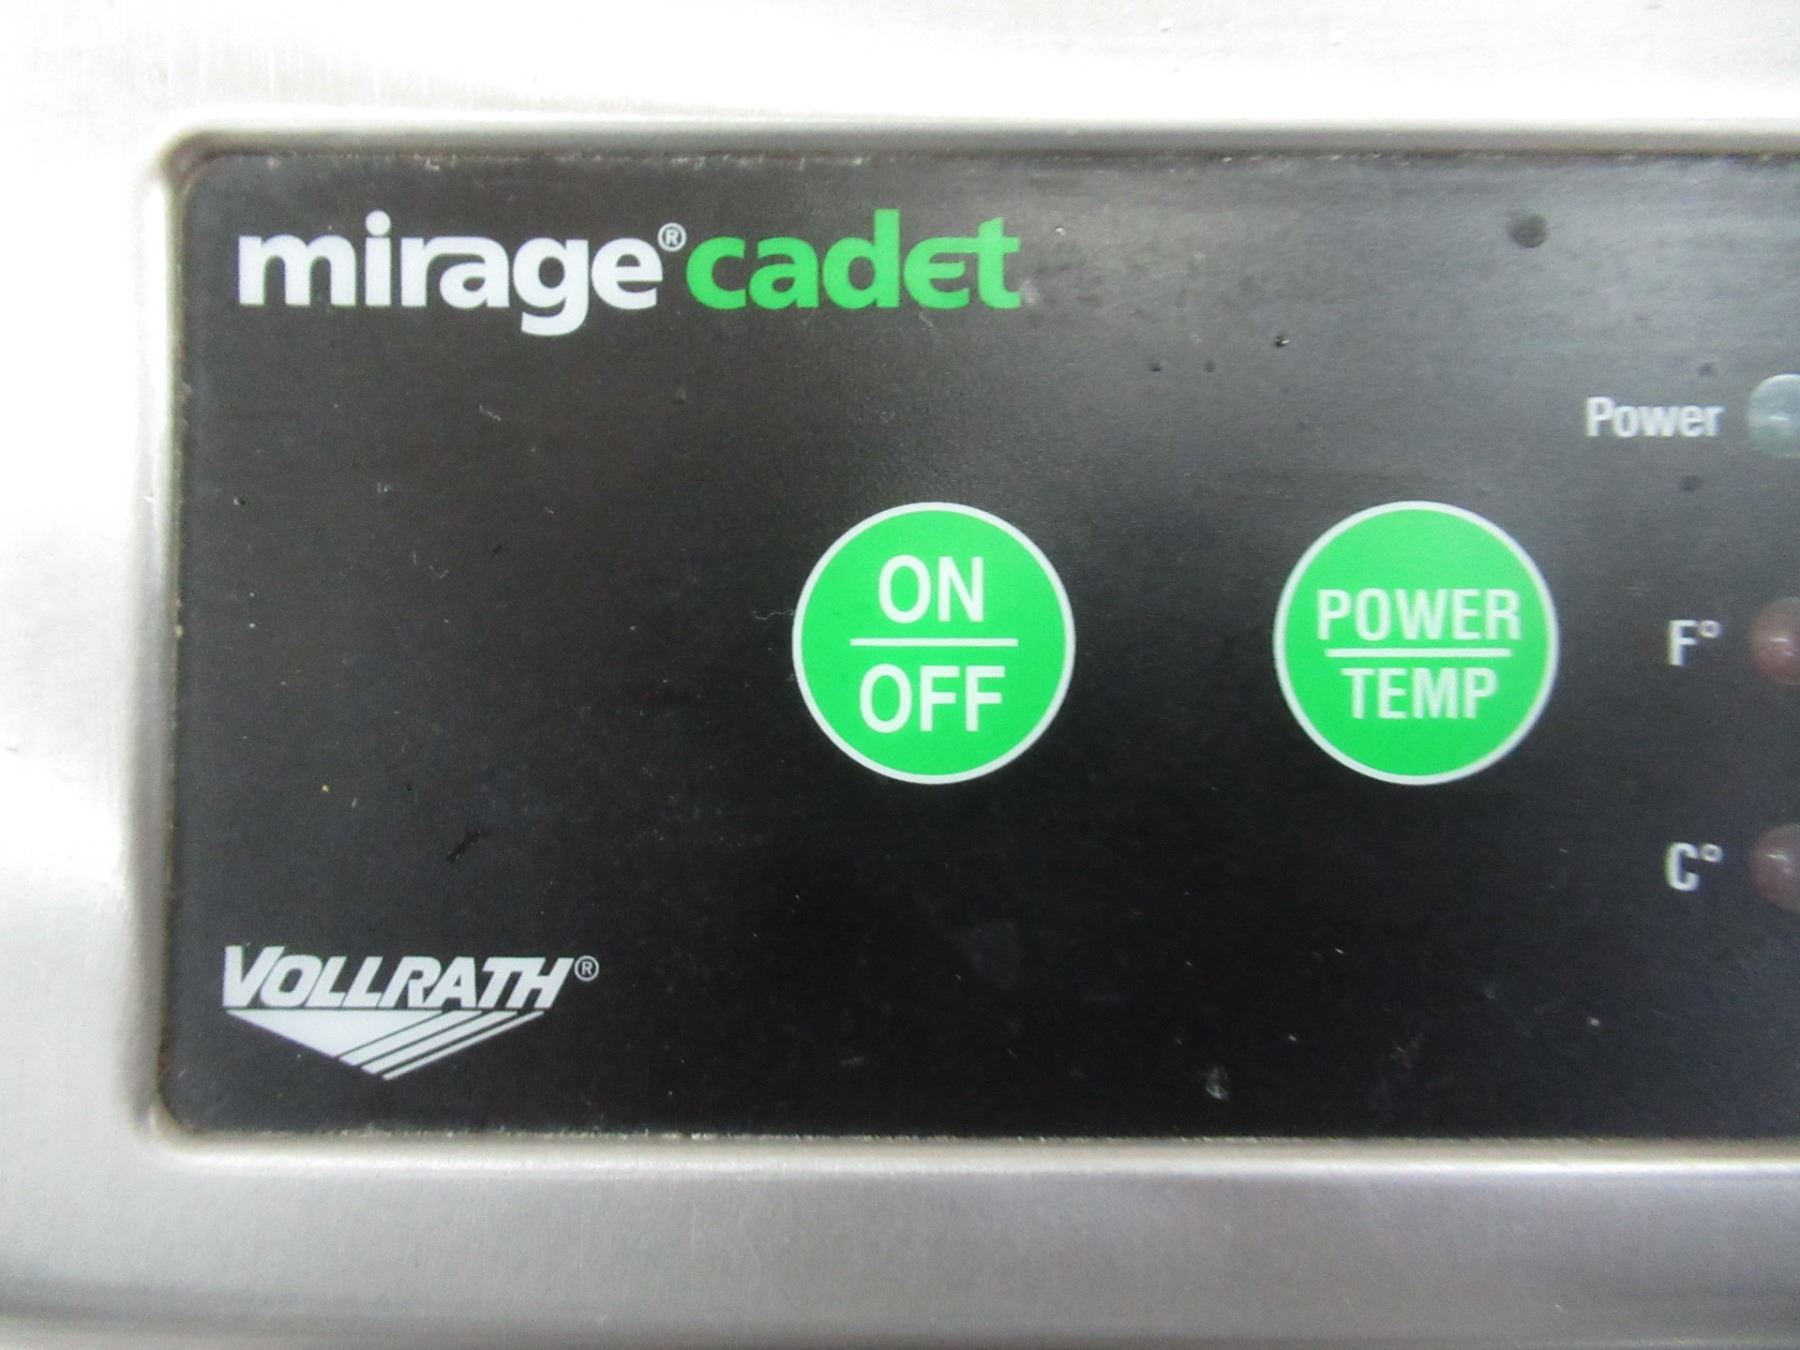 mirage® cadet
Power
ON
OFF
POWER
TEMP
F°
C°
VOLLRATH®